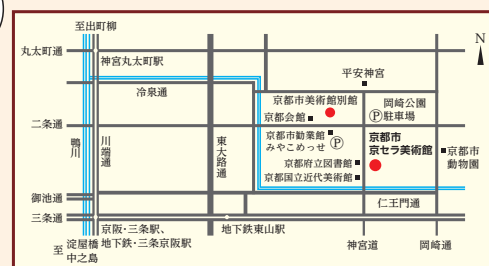 至出町柳
丸太町通
神宮丸太町駅
N
平安神宮
冷泉通
京都市美術館別館
岡崎公園
Ⓟ駐車場
京都会館
二条通
京都市勧業館
みやこめっせ
Ⓟ
京都市
京セラ美術館
鴨川
川端通
東大路通
京都府立図書館
京都市
動物園
京都国立近代美術館
御池通
仁王門通
三条通
京阪・三条駅、
地下鉄・三条京阪駅
地下鉄東山駅
神宮道
岡崎通
至
淀屋橋
中之島